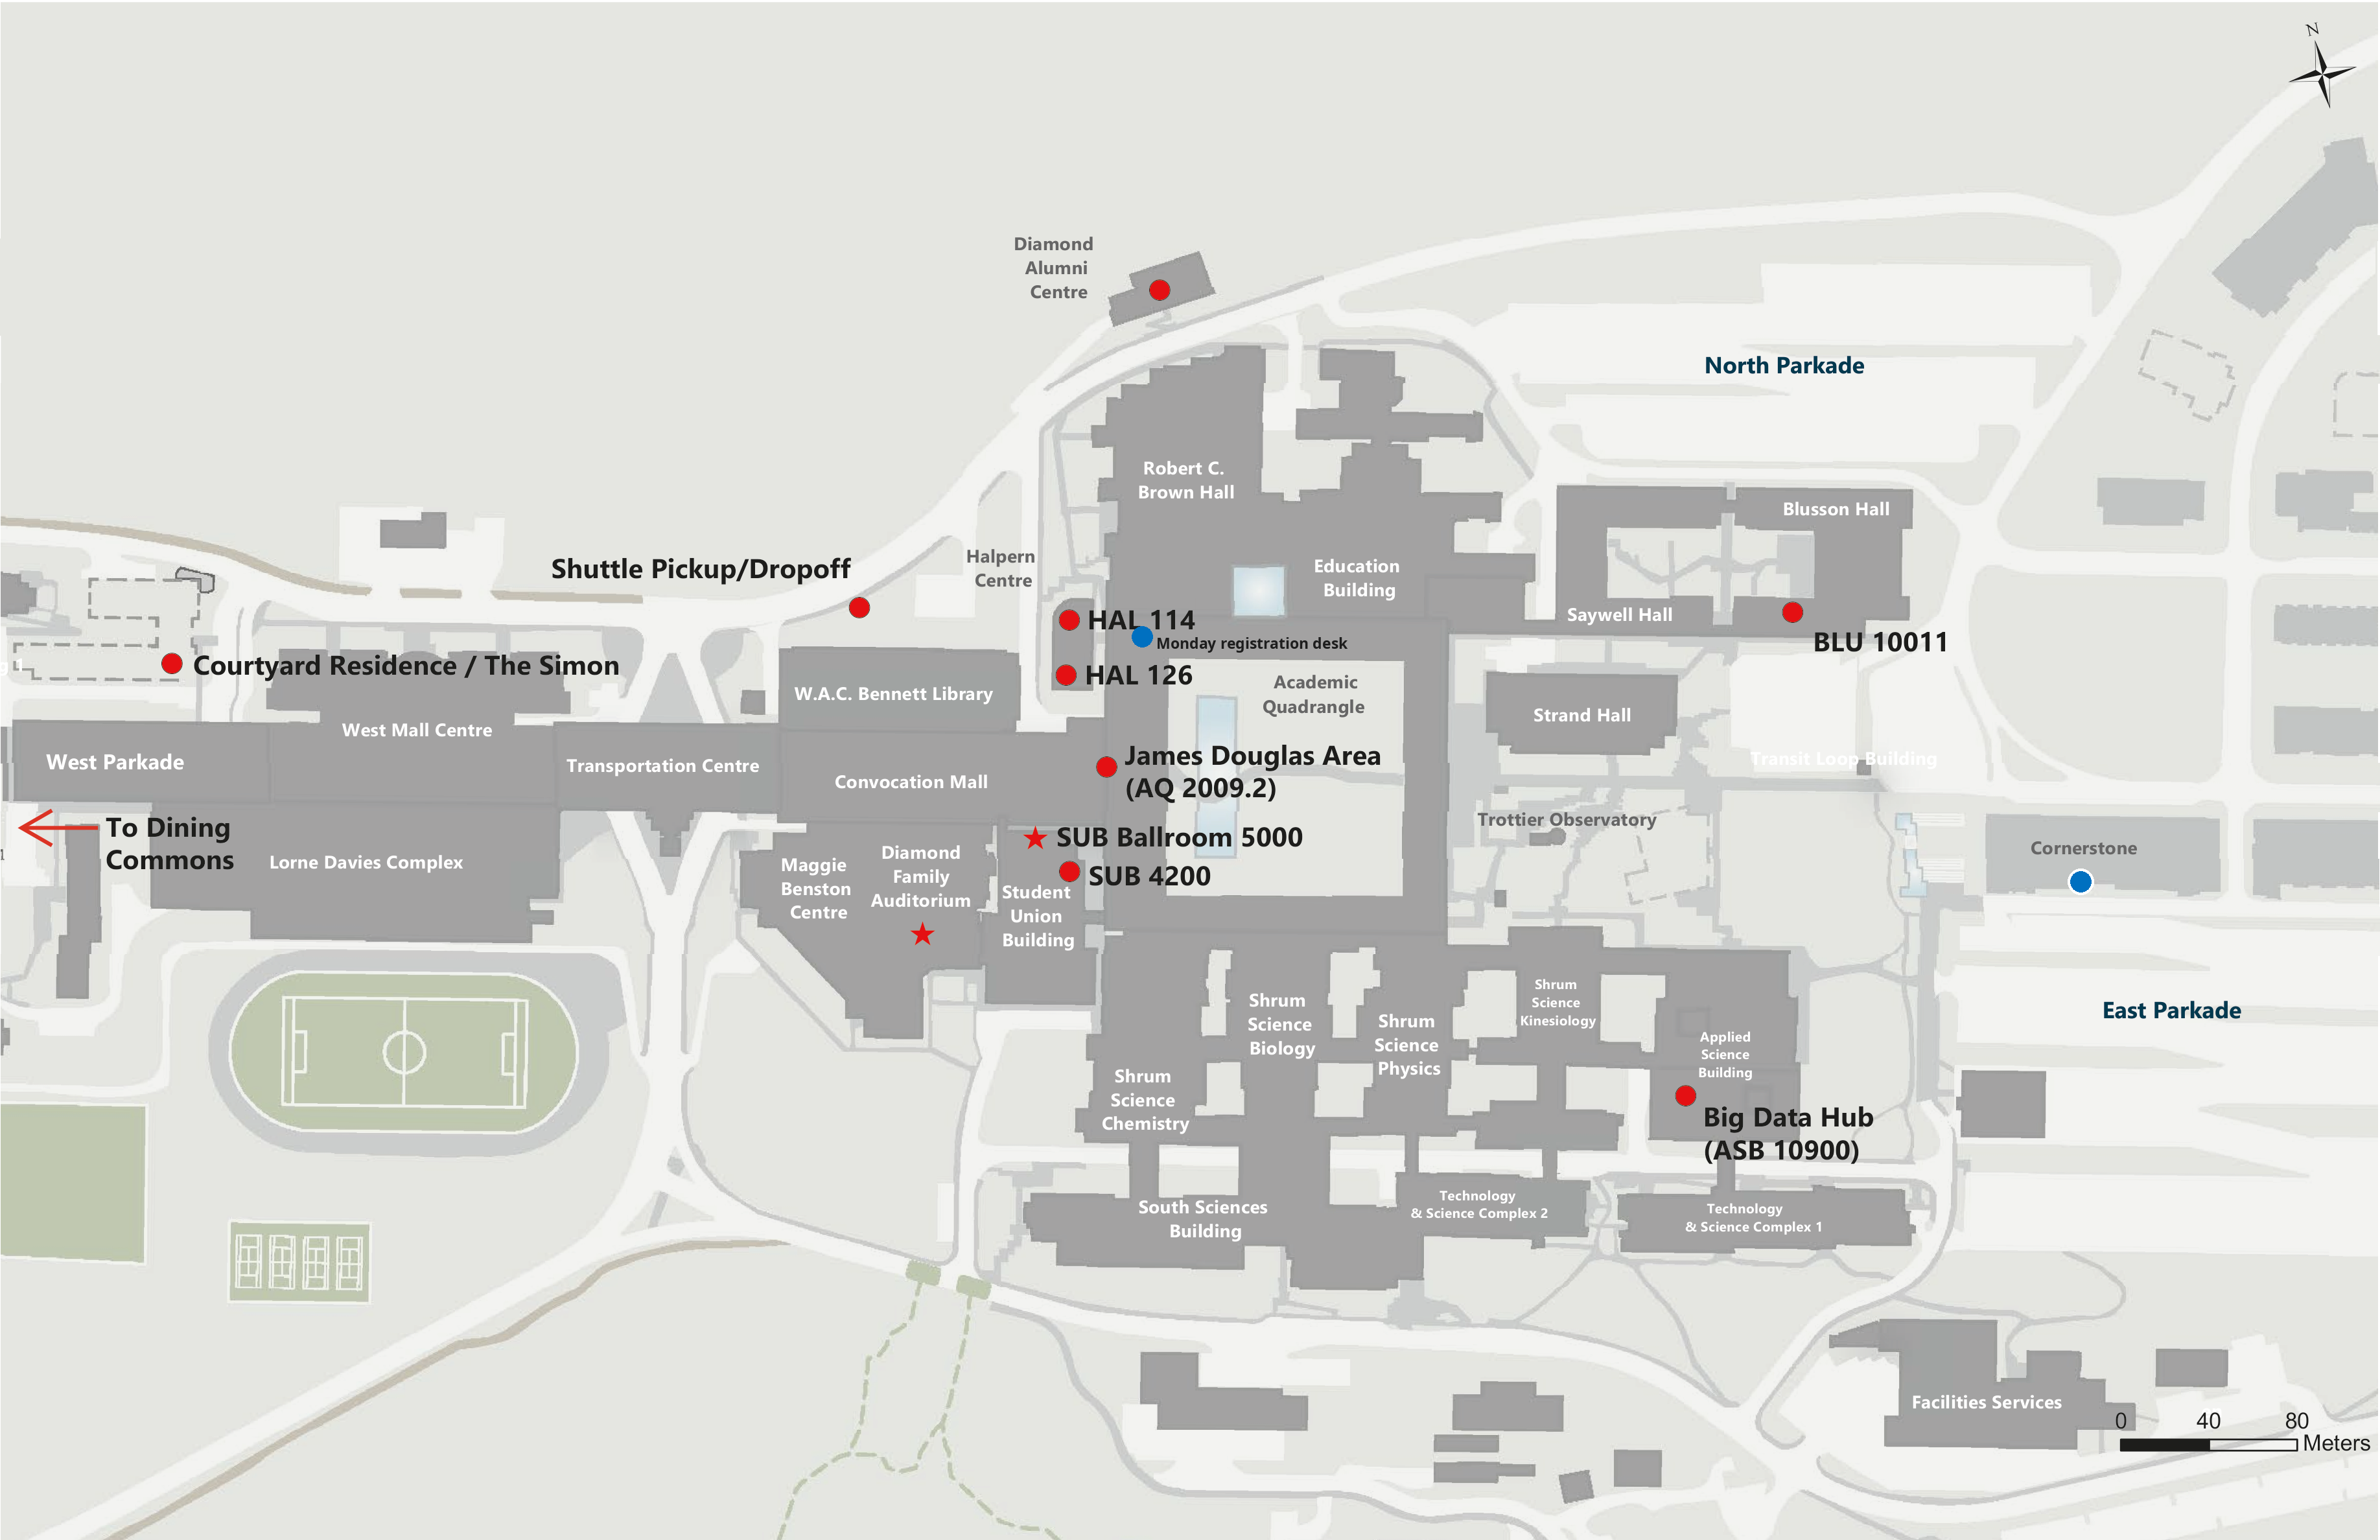 N
Diamond
Alumni
Centre
North Parkade
Robert C.
Brown Hall
Blusson Hall
Shuttle Pickup/Dropoff
Halpern
Centre
Education
Building
HAL 114
Saywell Hall
Monday registration desk
BLU 10011
g 1
Courtyard Residence / The Simon
HAL 126
W.A.C. Bennett Library
Academic
Quadrangle
Strand Hall
West Mall Centre
West Parkade
Transportation Centre
Convocation Mall
James Douglas Area
(AQ 2009.2)
Transit Loop Building
To Dining
Commons
Lorne Davies Complex
Maggie
Benston
Centre
Diamond
Family
Auditorium
SUB Ballroom 5000
SUB 4200
Student
Union
Building
Trottier Observatory
Cornerstone
East Parkade
Shrum
Science
Chemistry
Shrum
Science
Biology
Shrum
Science
Physics
Shrum
Science
Kinesiology
Applied
Science
Building
Big Data Hub
(ASB 10900)
South Sciences
Building
Technology
& Science Complex 2
Technology
& Science Complex 1
Facilities Services
0 40 80
Meters